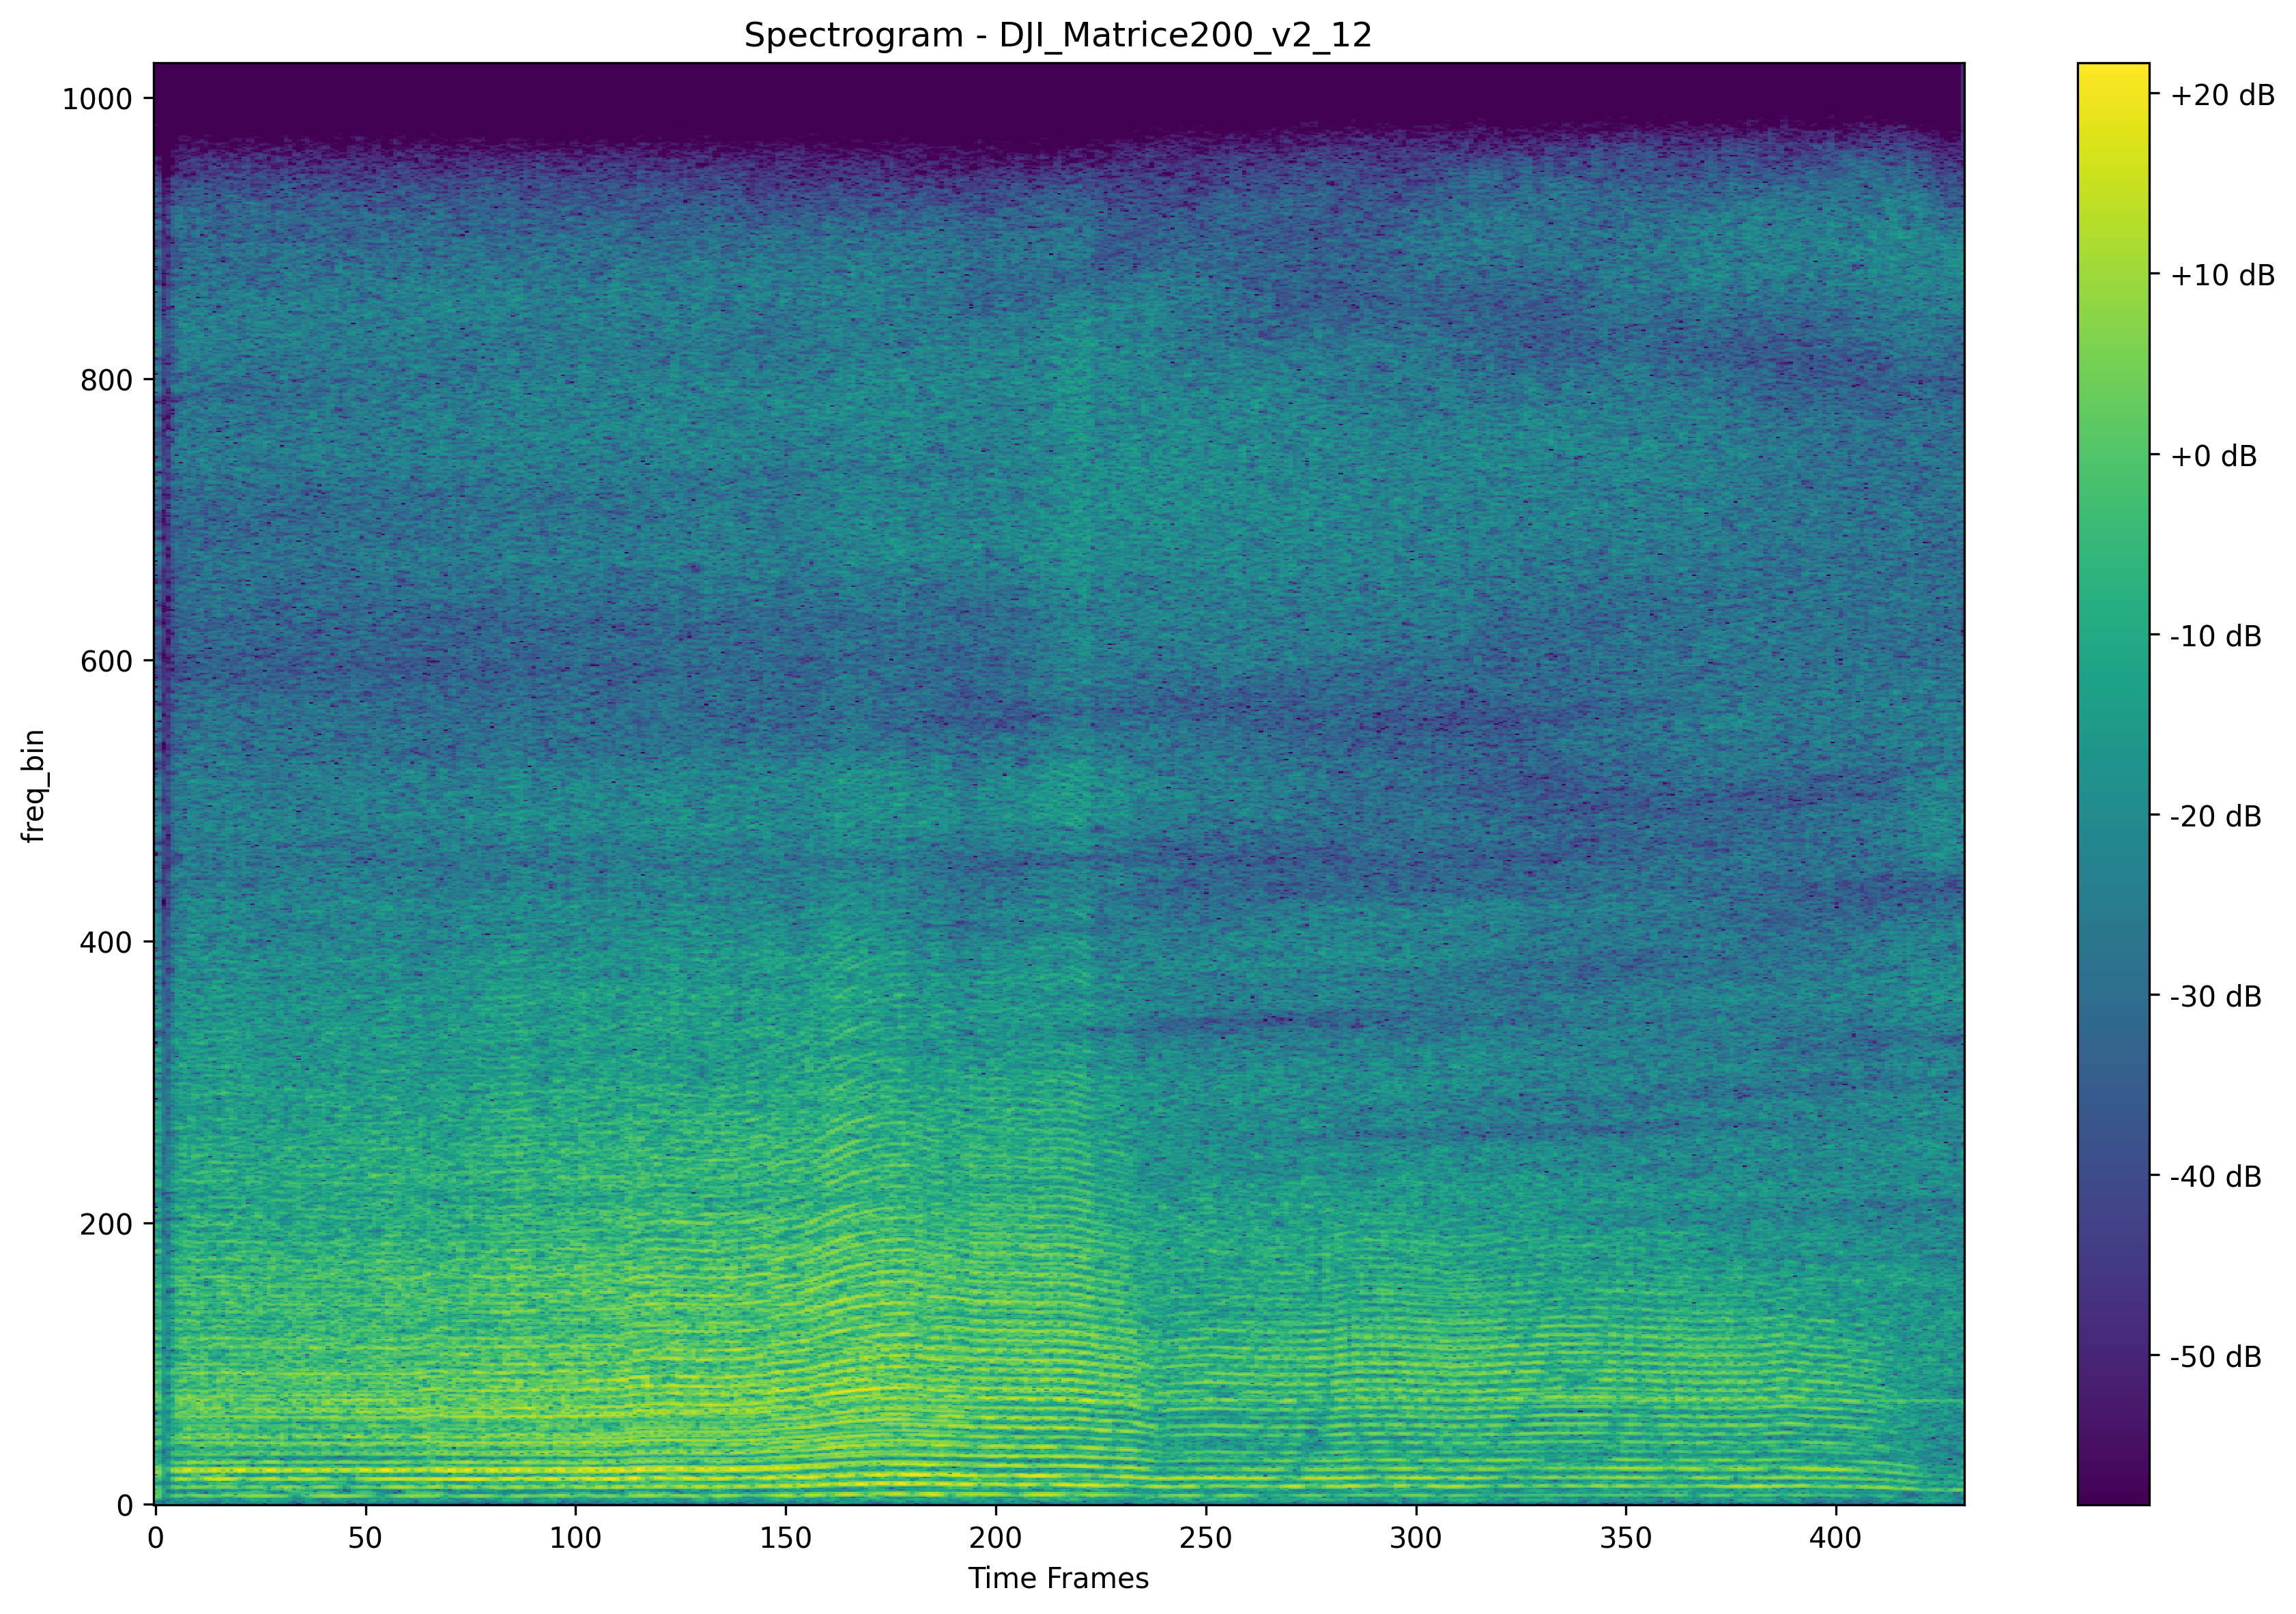 Spectrogram - DJI_Matrice200_v2_12
1000
800
600
400
200
0
freq_bin
0 50 100 150 200 250 300 350 400
Time Frames
+20 dB
+10 dB
+0 dB
-10 dB
-20 dB
-30 dB
-40 dB
-50 dB